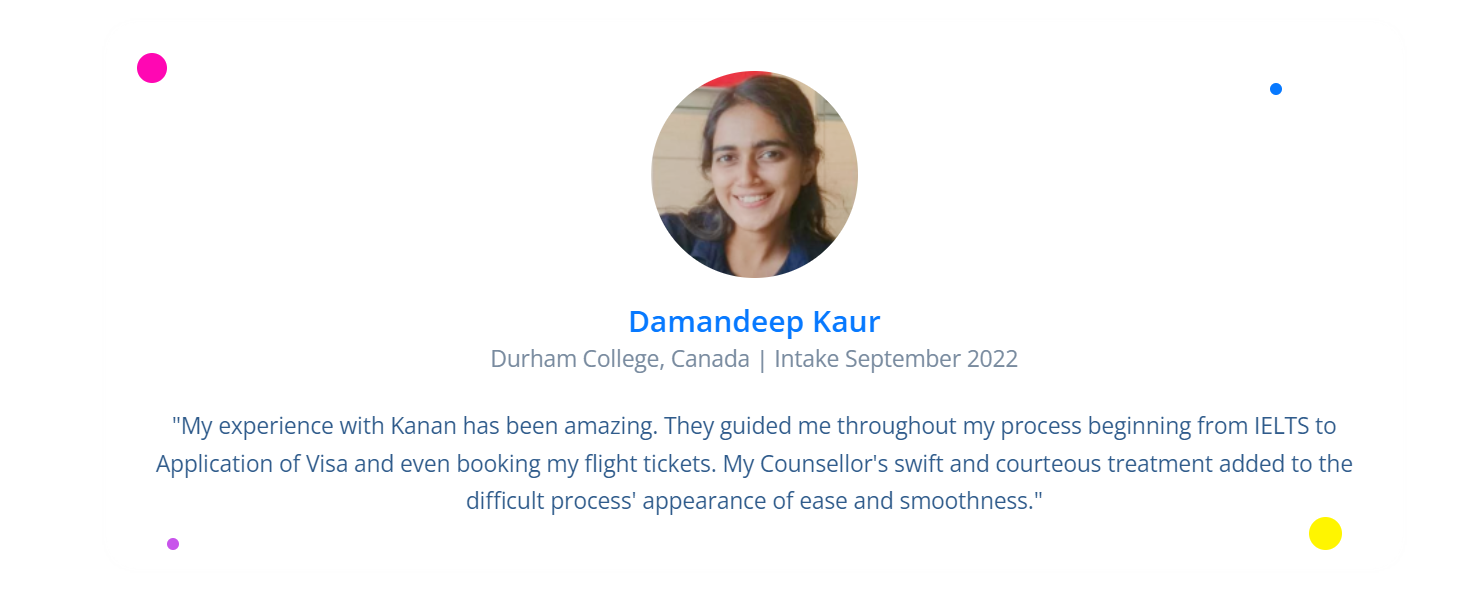 Damandeep Kaur
Durham College, Canada | Intake September 2022
"My experience with Kanan has been amazing. They guided me throughout my process beginning from IELTS to
Application of Visa and even booking my flight tickets. My Counsellor's swift and courteous treatment added to the
difficult process' appearance of ease and smoothness."